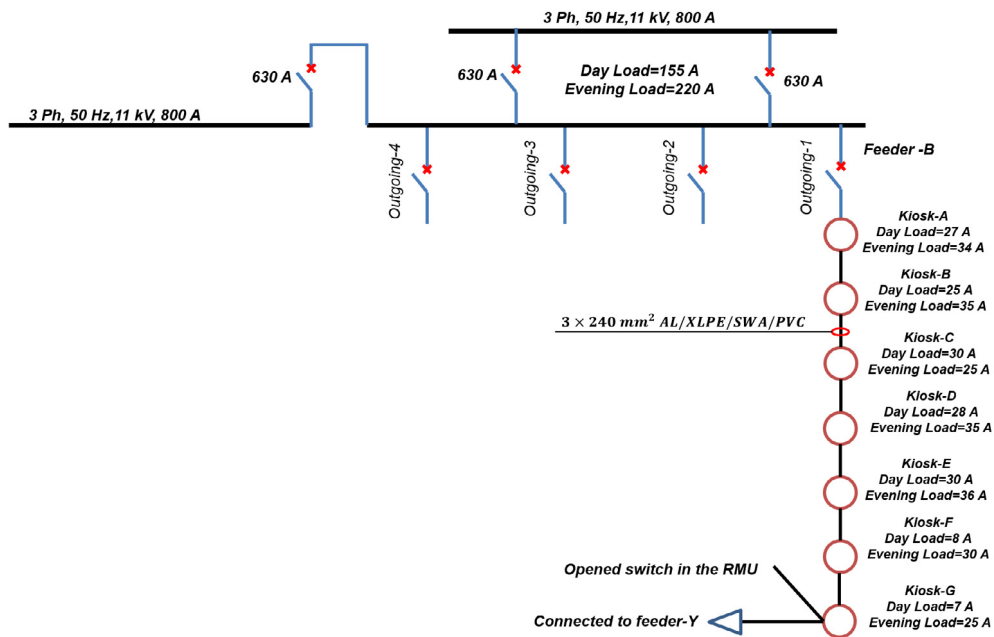 3 Ph, 50 Hz,11 kV, 800 A
630 A
630 A
Day Load=155 A
Evening Load=220 A
630 A
3 Ph, 50 Hz,11 kV, 800 A
Outgoing-4
Outgoing-3
Outgoing-2
Outgoing-1
Feeder -B
Kiosk-A
Day Load=27 A
Evening Load=34 A
Kiosk-B
Day Load=25 A
Evening Load=35 A
3 × 240 mm² AL/XLPE/SWA/PVC
Kiosk-C
Day Load=30 A
Evening Load=25 A
Kiosk-D
Day Load=28 A
Evening Load=35 A
Kiosk-E
Day Load=30 A
Evening Load=36 A
Kiosk-F
Day Load=8 A
Evening Load=30 A
Opened switch in the RMU
Kiosk-G
Day Load=7 A
Evening Load=25 A
Connected to feeder-Y